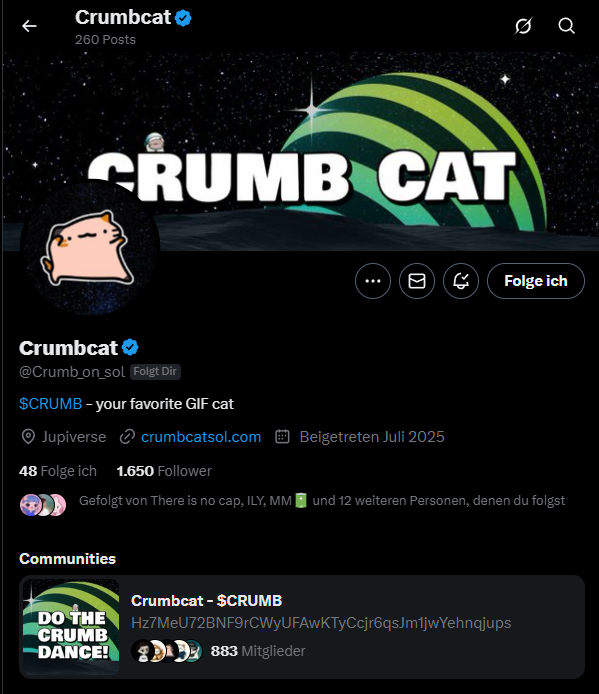 Crumbcat
260 Posts
CRUMB CAT
Folge ich
Crumbcat
@Crumb_on_sol Folgt Dir
$CRUMB - your favorite GIF cat
Jupiverse crumbcatsol.com Beigetreten Juli 2025
48 Folge ich 1.650 Follower
Gefolgt von There is no cap, ILY, MM🔋 und 12 weiteren Personen, denen du folgst
Communities
DO THE
CRUMB
DANCE!
Crumbcat - $CRUMB
Hz7MeU72BNF9rCWyUFAwKTyCcjr6qsJm1jwYehnqjups
883 Mitglieder